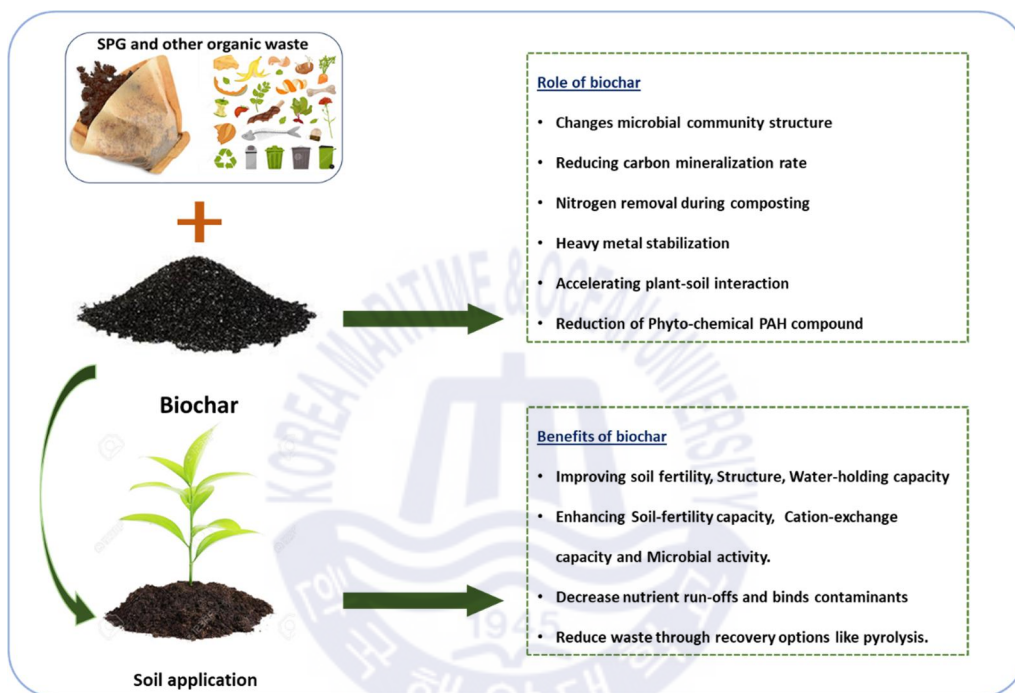 SPG and other organic waste
Biochar
Soil application
Role of biochar
• Changes microbial community structure
• Reducing carbon mineralization rate
• Nitrogen removal during composting
• Heavy metal stabilization
• Accelerating plant-soil interaction
• Reduction of Phyto-chemical PAH compound
Benefits of biochar
• Improving soil fertility, Structure, Water-holding capacity
• Enhancing Soil-fertility capacity, Cation-exchange
capacity and Microbial activity.
• Decrease nutrient run-offs and binds contaminants
• Reduce waste through recovery options like pyrolysis.
KOREA MARITIME & OCEAN UNIVERSITY
1945